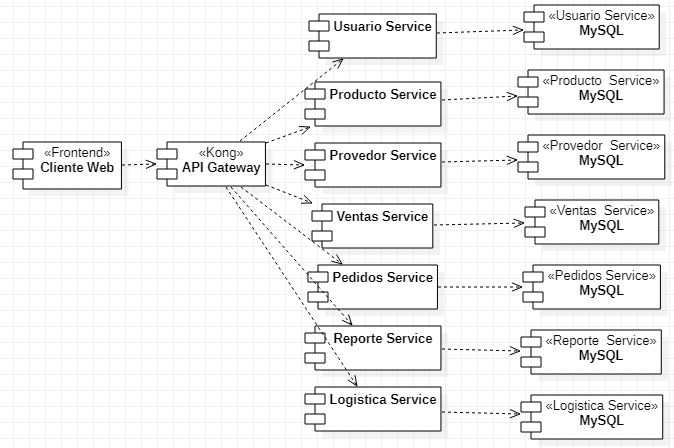 «Frontend»
Cliente Web
«Kong»
API Gateway
Usuario Service
«Usuario Service»
MySQL
Producto Service
«Producto  Service»
MySQL
Provedor Service
«Provedor  Service»
MySQL
Ventas Service
«Ventas  Service»
MySQL
Pedidos Service
«Pedidos Service»
MySQL
Reporte Service
«Reporte  Service»
MySQL
Logistica Service
«Logistica Service»
MySQL